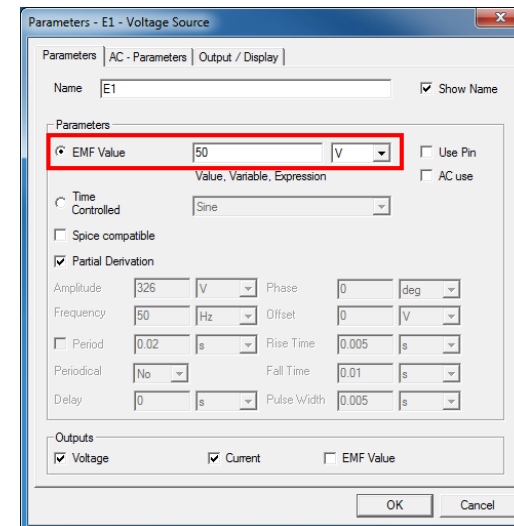 Parameters - E1 - Voltage Source
Parameters AC - Parameters Output / Display
Name E1 Show Name
Parameters
EMF Value 50 V Use Pin
Value, Variable, Expression AC use
Time
Controlled Sine
Spice compatible
Partial Derivation
Amplitude 326 V Phase 0 deg
Frequency 50 Hz Offset 0 V
Period 0.02 s Rise Time 0.005 s
Periodical No Fall Time 0.01 s
Delay 0 s Pulse Width 0.005 s
Outputs
Voltage Current EMF Value
OK Cancel